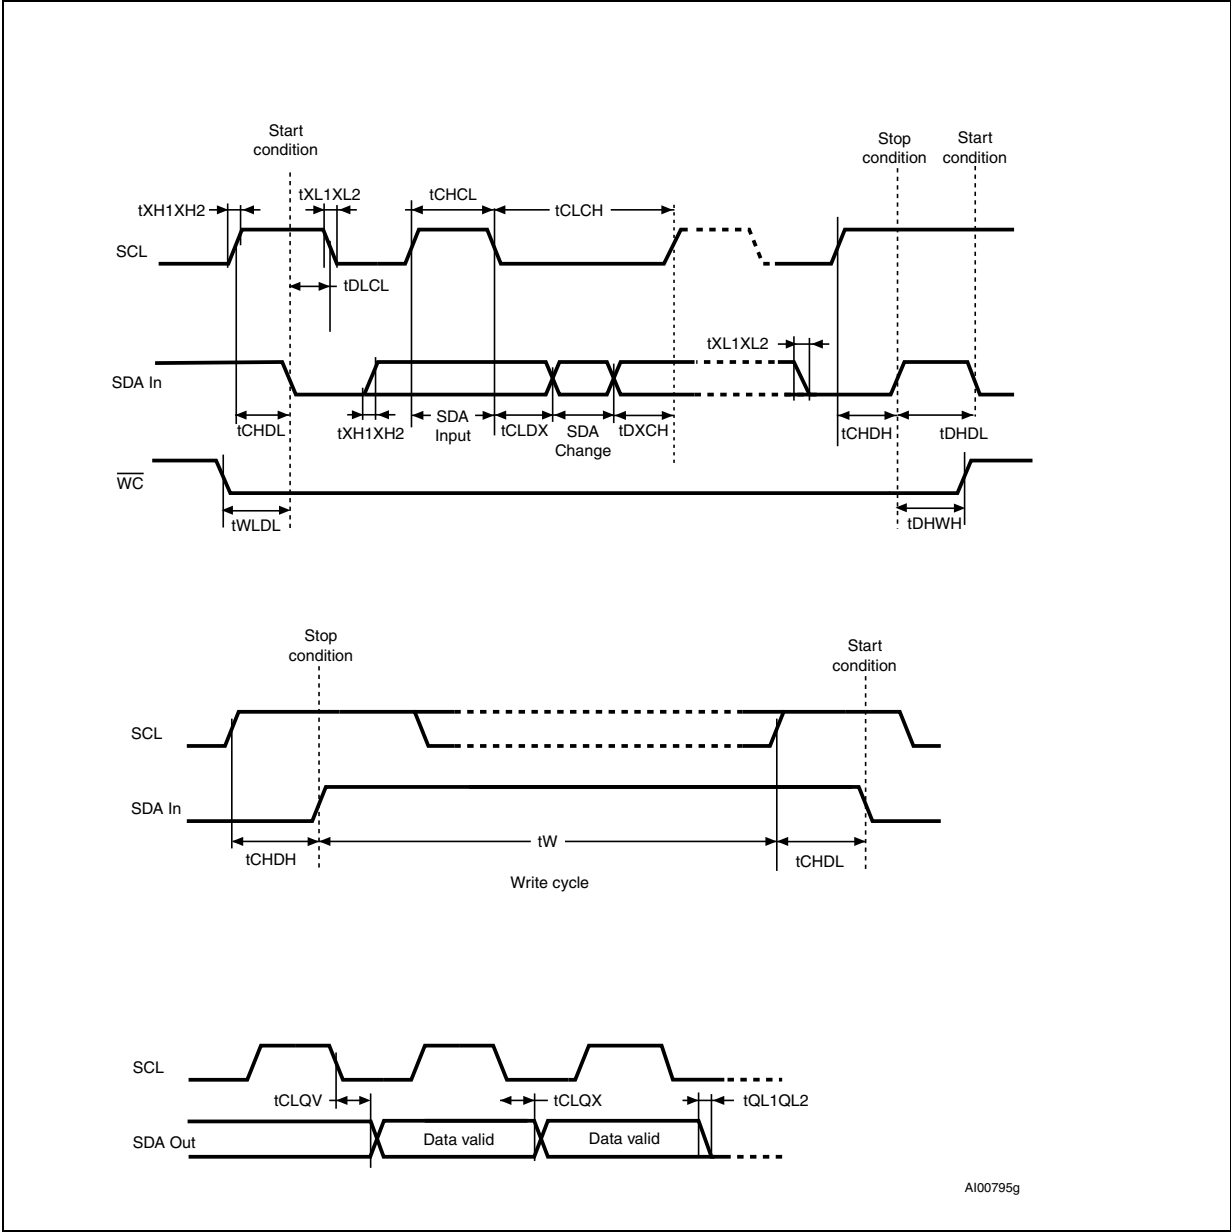 Start
condition
Stop
condition
Start
condition
tXH1XH2
tXL1XL2
tCHCL
tCLCH
SCL
tDLCL
tXL1XL2
SDA In
tCHDL
tXH1XH2
SDA
Input
tCLDX
SDA
Change
tDXCH
tCHDH
tDHDL
WC
tWLDL
tDHWH
Stop
condition
Start
condition
SCL
SDA In
tCHDH
tW
tCHDL
Write cycle
SCL
tCLQV
tCLQX
tQL1QL2
SDA Out
Data valid
Data valid
AI00795g